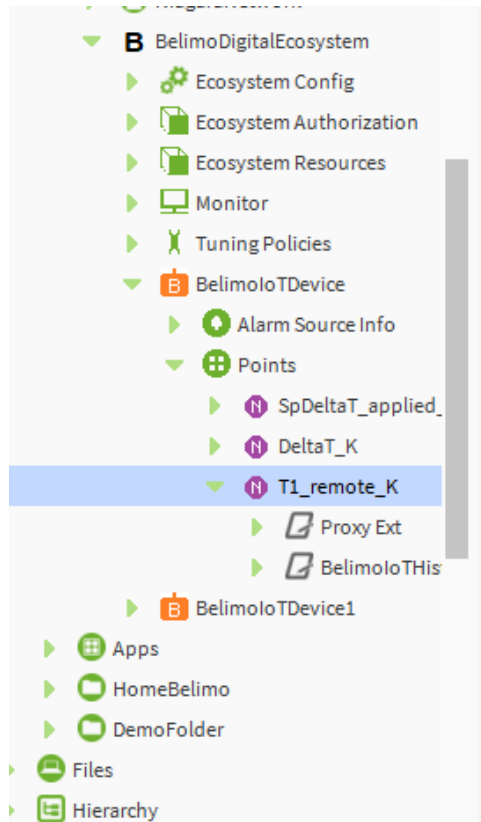 B BelimoDigitalEcosystem
Ecosystem Config
Ecosystem Authorization
Ecosystem Resources
Monitor
Tuning Policies
B BelimoIoTDevice
Alarm Source Info
Points
N SpDeltaT_applied_
N DeltaT_K
N T1_remote_K
Proxy Ext
BelimoIoTHis
B BelimoIoTDevice1
Apps
HomeBelimo
DemoFolder
Files
Hierarchy